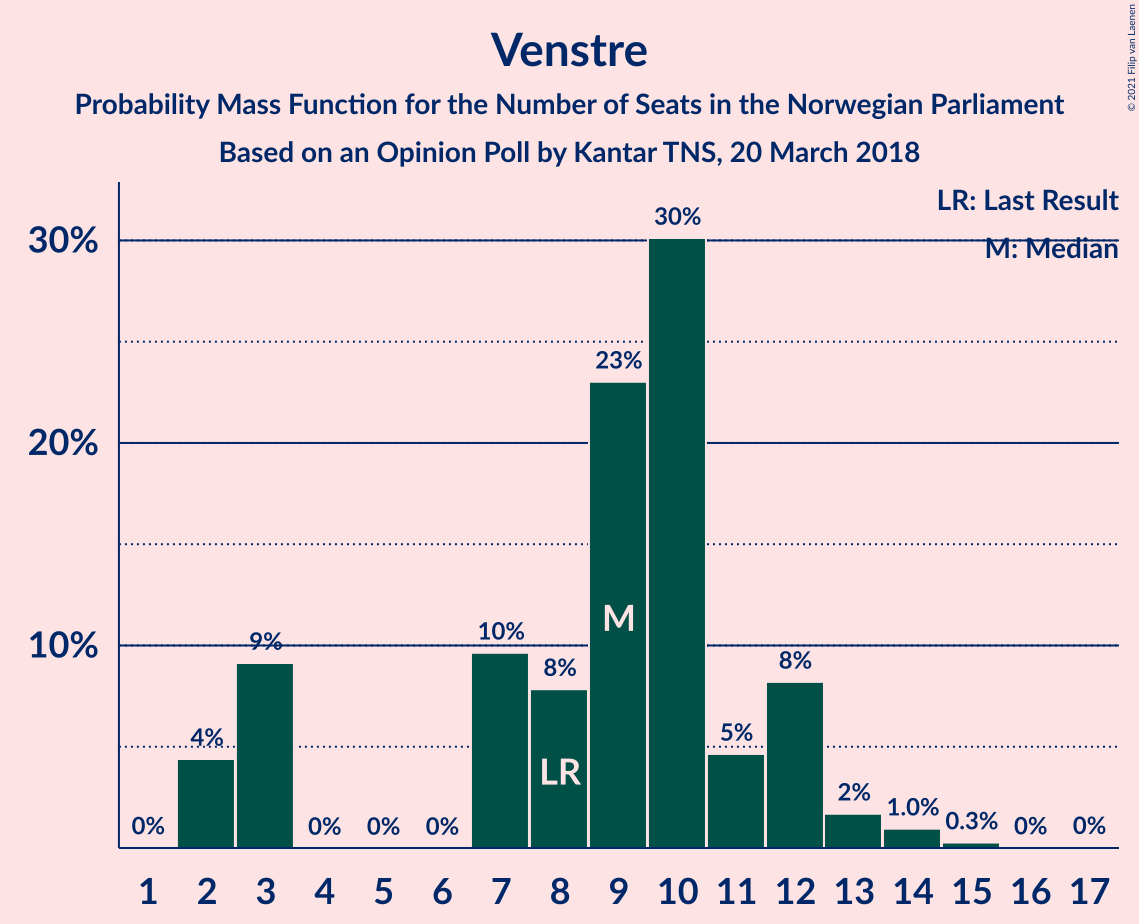 © 2021 Filip van Laenen
Venstre
Probability Mass Function for the Number of Seats in the Norwegian Parliament
Based on an Opinion Poll by Kantar TNS, 20 March 2018
LR: Last Result
M: Median
30%
20%
10%
0%
4%
9%
0%
0%
0%
10%
8%
23%
30%
5%
8%
2%
1.0%
0.3%
0%
0%
M
LR
1 2 3 4 5 6 7 8 9 10 11 12 13 14 15 16 17